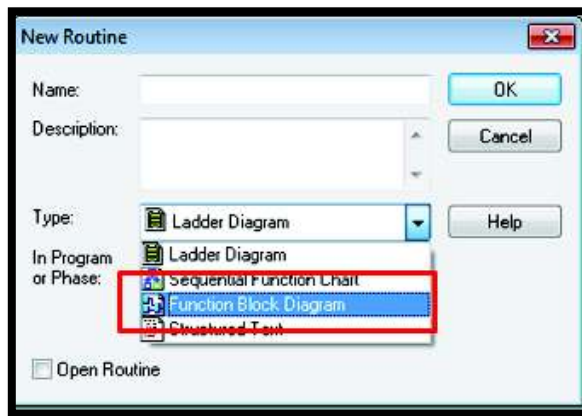 New Routine
Name:
OK
Description:
Cancel
Type:
Ladder Diagram
Help
In Program
or Phase:
Ladder Diagram
Sequential Function Chart
Function Block Diagram
Structured Text
Open Routine